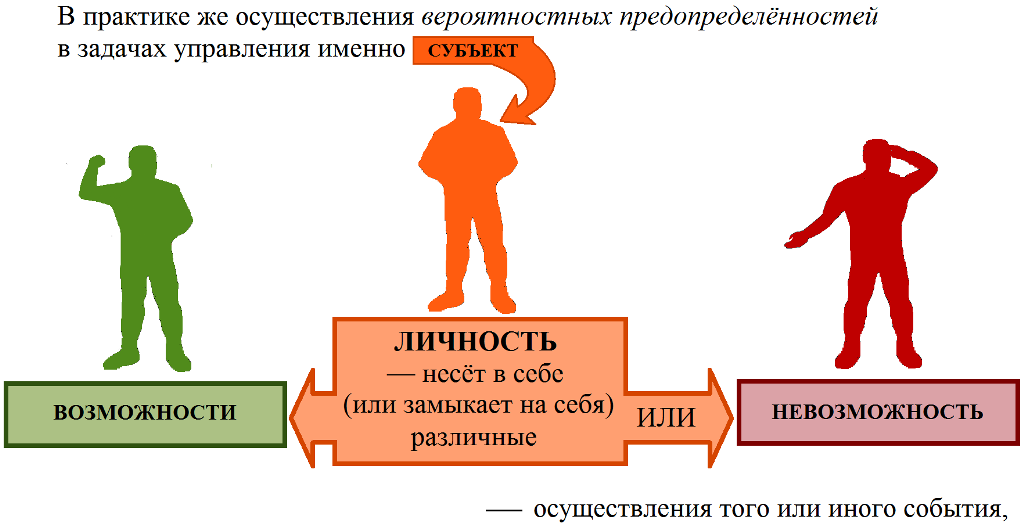 В практике же осуществления вероятностных предопределённостей
в задачах управления именно СУБЪЕКТ
ЛИЧНОСТЬ
— несёт в себе
(или замыкает на себя)
различные
ВОЗМОЖНОСТИ
ИЛИ
НЕВОЗМОЖНОСТЬ
— осуществления того или иного события,